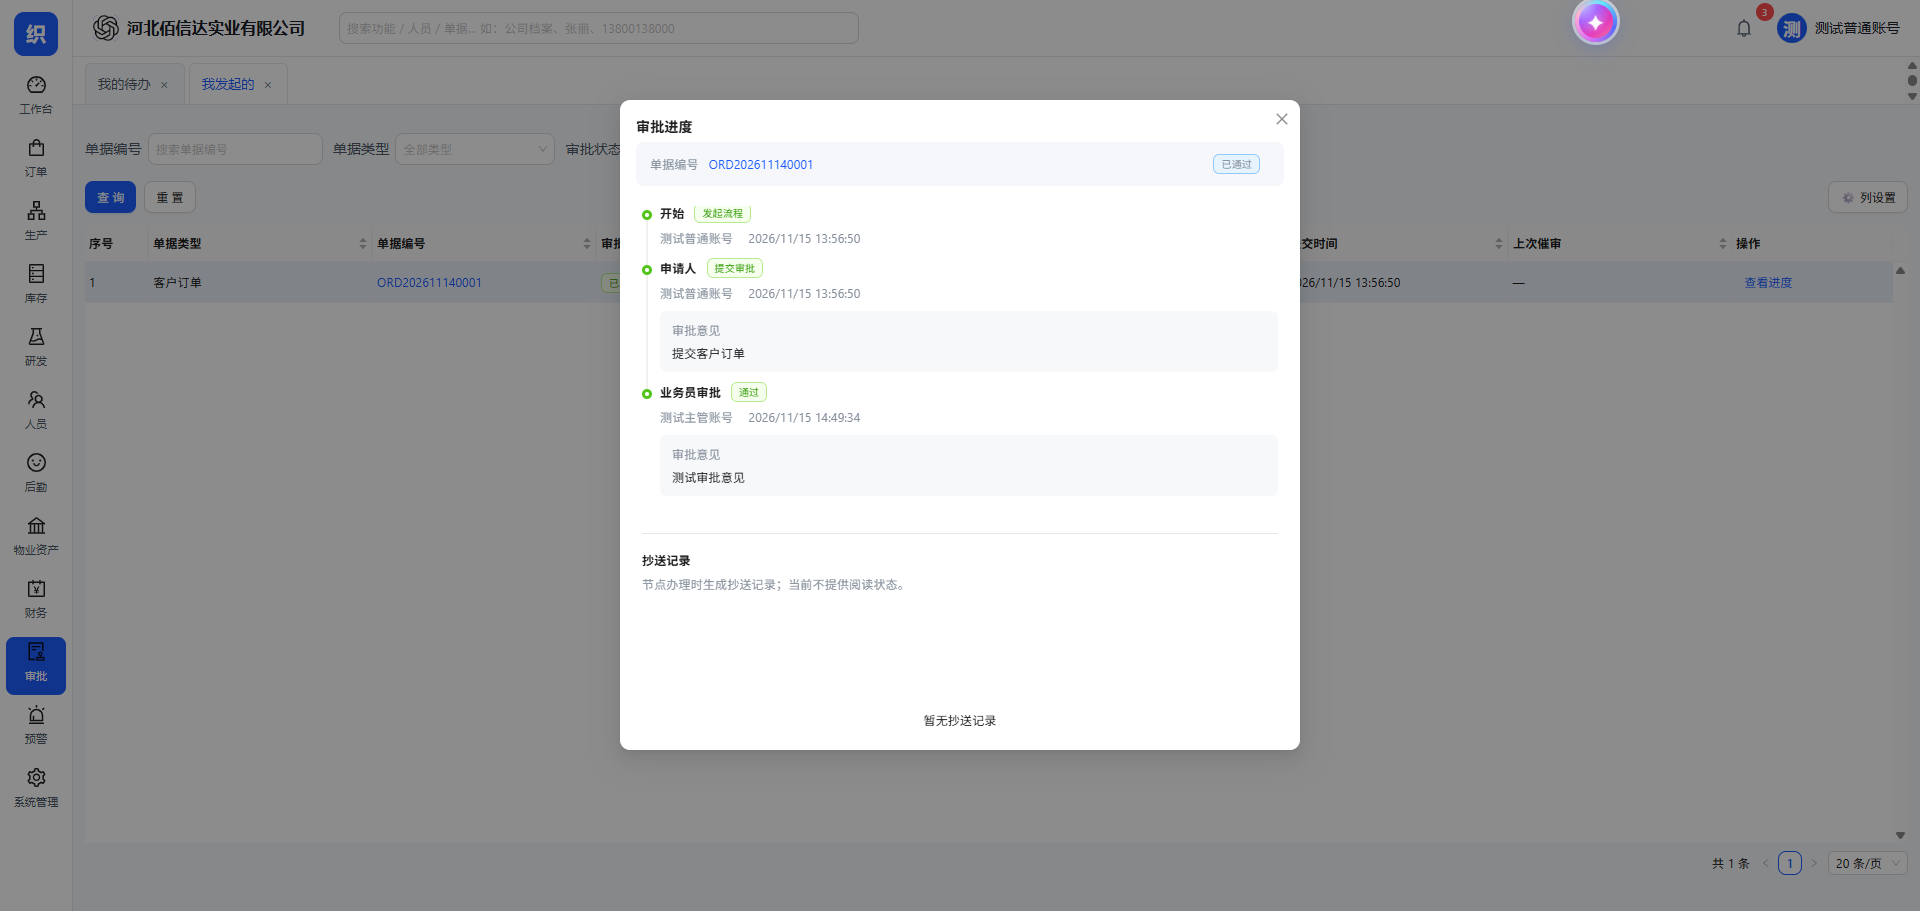 织
河北佰信达实业有限公司
搜索功能 / 人员 / 单据... 如：公司档案、张丽、13800138000
3
测
测试普通账号
工作台
订单
生产
库存
研发
人员
后勤
物业资产
财务
审批
预警
系统管理
我的待办 ×
我发起的 ×
单据编号 搜索单据编号 单据类型 全部类型 审批状态
查 询 重 置 列设置
序号 单据类型 单据编号 审批 交时间 上次催审 操作
1 客户订单 ORD202611140001 已 26/11/15 13:56:50 — 查看进度
审批进度
单据编号 ORD202611140001 已通过
开始 发起流程
测试普通账号 2026/11/15 13:56:50
申请人 提交审批
测试普通账号 2026/11/15 13:56:50
审批意见
提交客户订单
业务员审批 通过
测试主管账号 2026/11/15 14:49:34
审批意见
测试审批意见
抄送记录
节点办理时生成抄送记录；当前不提供阅读状态。
暂无抄送记录
共 1 条 < 1 > 20 条/页